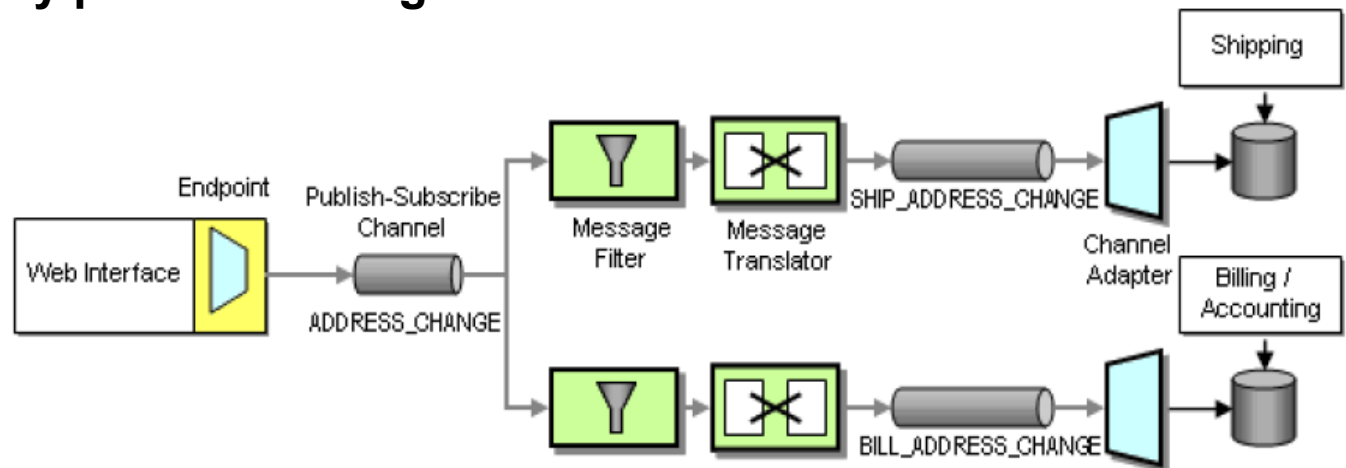 Shipping
Endpoint
Publish-Subscribe
Channel
Web Interface
ADDRESS_CHANGE
Message
Filter
Message
Translator
SHIP_ADDRESS_CHANGE
Channel
Adapter
Billing /
Accounting
BILL_ADDRESS_CHANGE